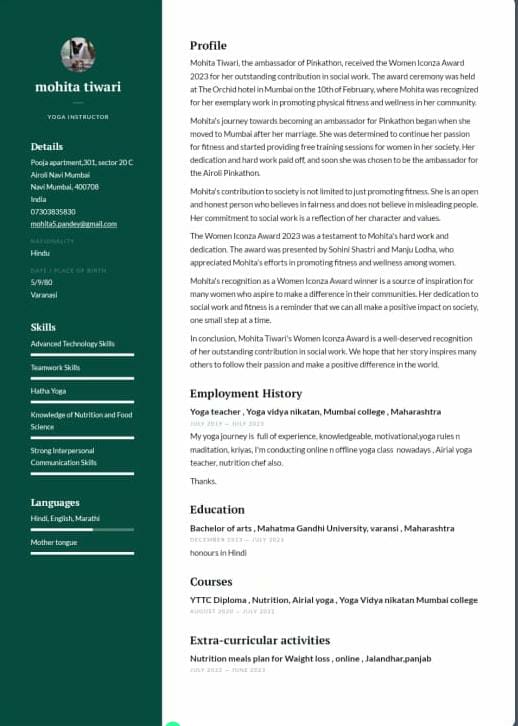 mohita tiwari
YOGA INSTRUCTOR
Details
Pooja apartment,301, sector 20 C
Airoli Navi Mumbai
Navi Mumbai, 400708
India
07303835830
mohita5.pandey@gmail.com
NATIONALITY
Hindu
DATE / PLACE OF BIRTH
5/9/80
Varanasi
Skills
Advanced Technology Skills
Teamwork Skills
Hatha Yoga
Knowledge of Nutrition and Food
Science
Strong Interpersonal
Communication Skills
Languages
Hindi, English, Marathi
Mother tongue
Profile
Mohita Tiwari, the ambassador of Pinkathon, received the Women Iconza Award
2023 for her outstanding contribution in social work. The award ceremony was held
at The Orchid hotel in Mumbai on the 10th of February, where Mohita was recognized
for her exemplary work in promoting physical fitness and wellness in her community.
Mohita's journey towards becoming an ambassador for Pinkathon began when she
moved to Mumbai after her marriage. She was determined to continue her passion
for fitness and started providing free training sessions for women in her society. Her
dedication and hard work paid off, and soon she was chosen to be the ambassador for
the Airoli Pinkathon.
Mohita's contribution to society is not limited to just promoting fitness. She is an open
and honest person who believes in fairness and does not believe in misleading people.
Her commitment to social work is a reflection of her character and values.
The Women Iconza Award 2023 was a testament to Mohita's hard work and
dedication. The award was presented by Sohini Shastri and Manju Lodha, who
appreciated Mohita's efforts in promoting fitness and wellness among women.
Mohita's recognition as a Women Iconza Award winner is a source of inspiration for
many women who aspire to make a difference in their communities. Her dedication to
social work and fitness is a reminder that we can all make a positive impact on society,
one small step at a time.
In conclusion, Mohita Tiwari's Women Iconza Award is a well-deserved recognition
of her outstanding contribution in social work. We hope that her story inspires many
others to follow their passion and make a positive difference in the world.
Employment History
Yoga teacher , Yoga vidya nikatan, Mumbai college , Maharashtra
JULY 2019 — JULY 2023
My yoga journey is full of experience, knowledgeable, motivational,yoga rules n
maditation, kriyas, I'm conducting online n offline yoga class nowadays , Airial yoga
teacher, nutrition chef also.
Thanks.
Education
Bachelor of arts , Mahatma Gandhi University, varansi , Maharashtra
DECEMBER 2023 — JULY 2023
honours in Hindi
Courses
YTTC Diploma , Nutrition, Airial yoga , Yoga Vidya nikatan Mumbai college
AUGUST 2020 — JULY 2021
Extra-curricular activities
Nutrition meals plan for Waight loss , online , Jalandhar,panjab
JULY 2022 — JUNE 2023